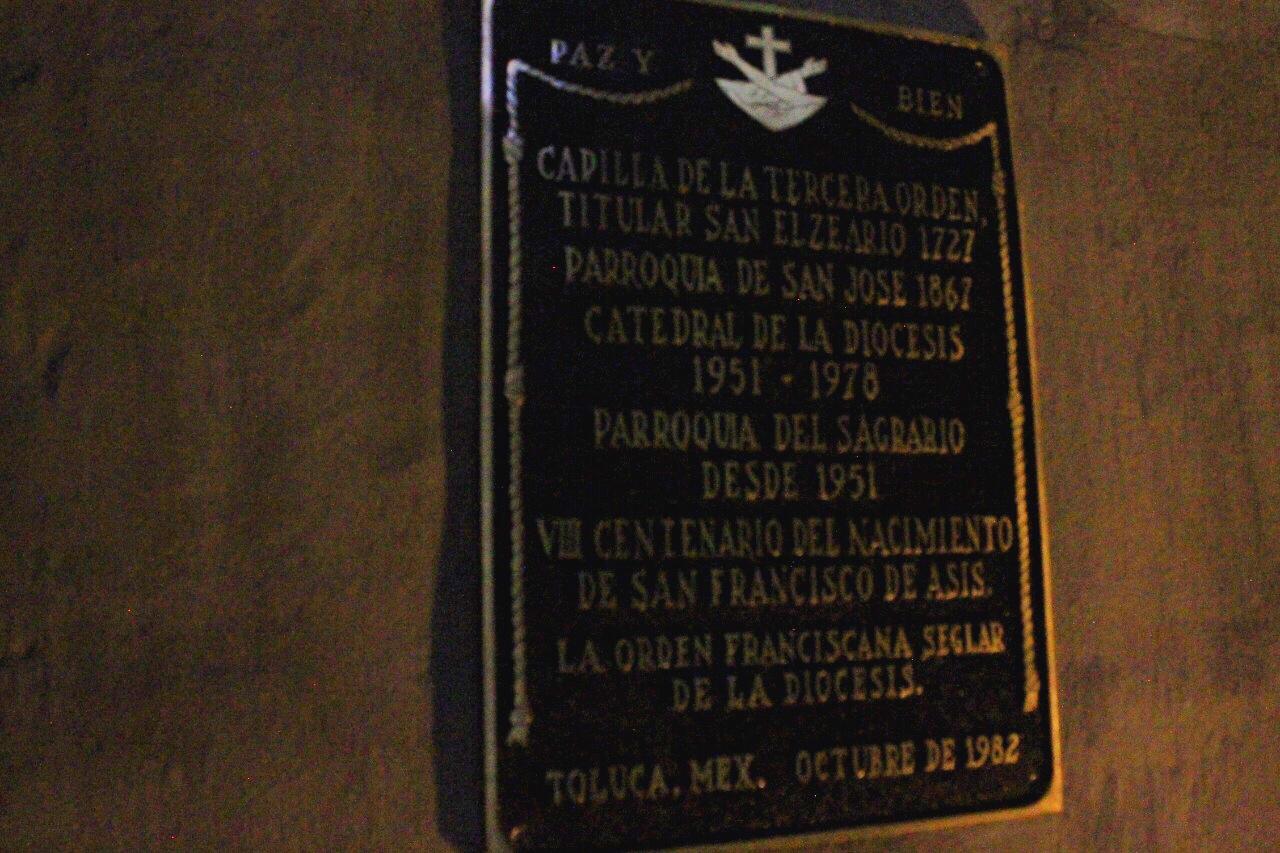 PAZ Y BIEN
CAPILLA DE LA TERCERA ORDEN,
TITULAR SAN ELZEARIO 1727
PARROQUIA DE SAN JOSE 1867
CATEDRAL DE LA DIOCESIS
1951 - 1978
PARROQUIA DEL SAGRARIO
DESDE 1951
VIII CENTENARIO DEL NACIMIENTO
DE SAN FRANCISCO DE ASIS.
LA ORDEN FRANCISCANA SEGLAR
DE LA DIOCESIS.
TOLUCA, MEX. OCTUBRE DE 1982